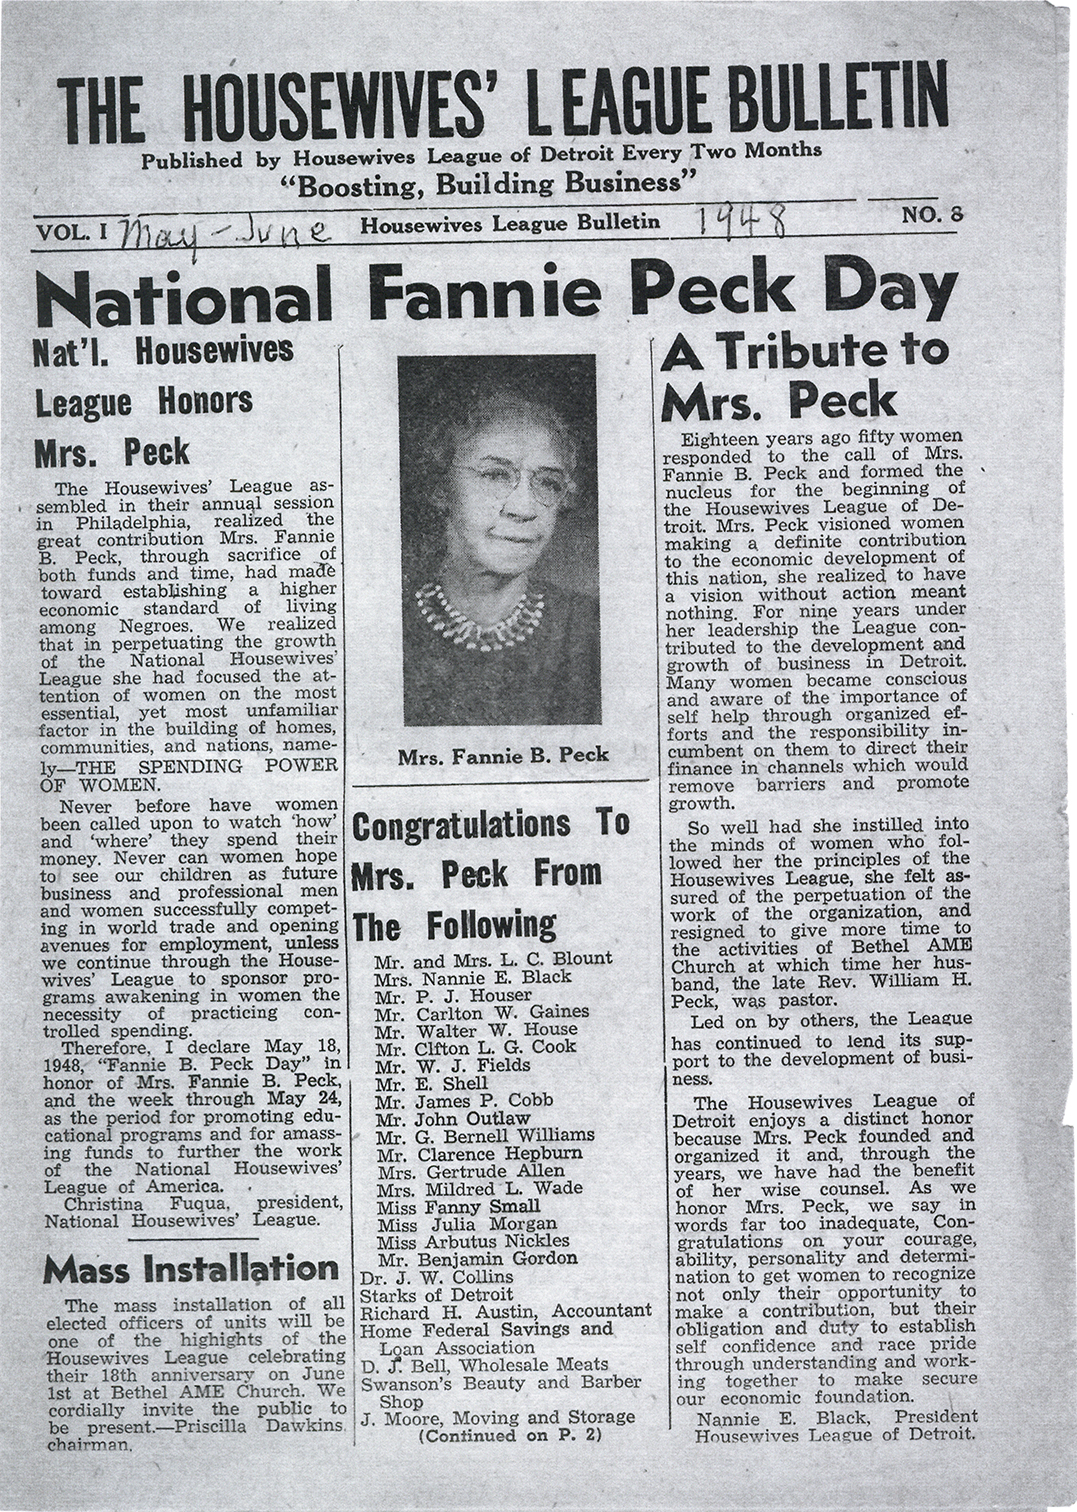 THE HOUSEWIVES' LEAGUE BULLETIN
Published by Housewives League of Detroit Every Two Months
"Boosting, Building Business"
VOL. I May - June Housewives League Bulletin 1948 NO. 8
National Fannie Peck Day
Nat'l. Housewives
League Honors
Mrs. Peck
The Housewives' League as-
sembled in their annual session
in Philadelphia, realized the
great contribution Mrs. Fannie
B. Peck, through sacrifice of
both funds and time, had made
toward establishing a higher
economic standard of living
among Negroes. We realized
that in perpetuating the growth
of the National Housewives'
League she had focused the at-
tention of women on the most
essential, yet most unfamiliar
factor in the building of homes,
communities, and nations, name-
ly—THE SPENDING POWER
OF WOMEN.
Never before have women
been called upon to watch 'how'
and 'where' they spend their
money. Never can women hope
to see our children as future
business and professional men
and women successfully compet-
ing in world trade and opening
avenues for employment, unless
we continue through the House-
wives' League to sponsor pro-
grams awakening in women the
necessity of practicing con-
trolled spending.
Therefore, I declare May 18,
1948, "Fannie B. Peck Day" in
honor of Mrs. Fannie B. Peck,
and the week through May 24,
as the period for promoting edu-
cational programs and for amass-
ing funds to further the work
of the National Housewives'
League of America.
Christina Fuqua, president,
National Housewives' League.
Mass Installation
The mass installation of all
elected officers of units will be
one of the highights of the
Housewives League celebrating
their 18th anniversary on June
1st at Bethel AME Church. We
cordially invite the public to
be present.—Priscilla Dawkins,
chairman.
Mrs. Fannie B. Peck
Congratulations To
Mrs. Peck From
The Following
Mr. and Mrs. L. C. Blount
Mrs. Nannie E. Black
Mr. P. J. Houser
Mr. Carlton W. Gaines
Mr. Walter W. House
Mr. Clfton L. G. Cook
Mr. W. J. Fields
Mr. E. Shell
Mr. James P. Cobb
Mr. John Outlaw
Mr. G. Bernell Williams
Mr. Clarence Hepburn
Mrs. Gertrude Allen
Mrs. Mildred L. Wade
Miss Fanny Small
Miss Julia Morgan
Miss Arbutus Nickles
Mr. Benjamin Gordon
Dr. J. W. Collins
Starks of Detroit
Richard H. Austin, Accountant
Home Federal Savings and
Loan Association
D. J. Bell, Wholesale Meats
Swanson's Beauty and Barber
Shop
J. Moore, Moving and Storage
(Continued on P. 2)
A Tribute to
Mrs. Peck
Eighteen years ago fifty women
responded to the call of Mrs.
Fannie B. Peck and formed the
nucleus for the beginning of
the Housewives League of De-
troit. Mrs. Peck visioned women
making a definite contribution
to the economic development of
this nation, she realized to have
a vision without action meant
nothing. For nine years under
her leadership the League con-
tributed to the development and
growth of business in Detroit.
Many women became conscious
and aware of the importance of
self help through organized ef-
forts and the responsibility in-
cumbent on them to direct their
finance in channels which would
remove barriers and promote
growth.
So well had she instilled into
the minds of women who fol-
lowed her the principles of the
Housewives League, she felt as-
sured of the perpetuation of the
work of the organization, and
resigned to give more time to
the activities of Bethel AME
Church at which time her hus-
band, the late Rev. William H.
Peck, was pastor.
Led on by others, the League
has continued to lend its sup-
port to the development of busi-
ness.
The Housewives League of
Detroit enjoys a distinct honor
because Mrs. Peck founded and
organized it and, through the
years, we have had the benefit
of her wise counsel. As we
honor Mrs. Peck, we say in
words far too inadequate, Con-
gratulations on your courage,
ability, personality and determi-
nation to get women to recognize
not only their opportunity to
make a contribution, but their
obligation and duty to establish
self confidence and race pride
through understanding and work-
ing together to make secure
our economic foundation.
Nannie E. Black, President
Housewives League of Detroit.